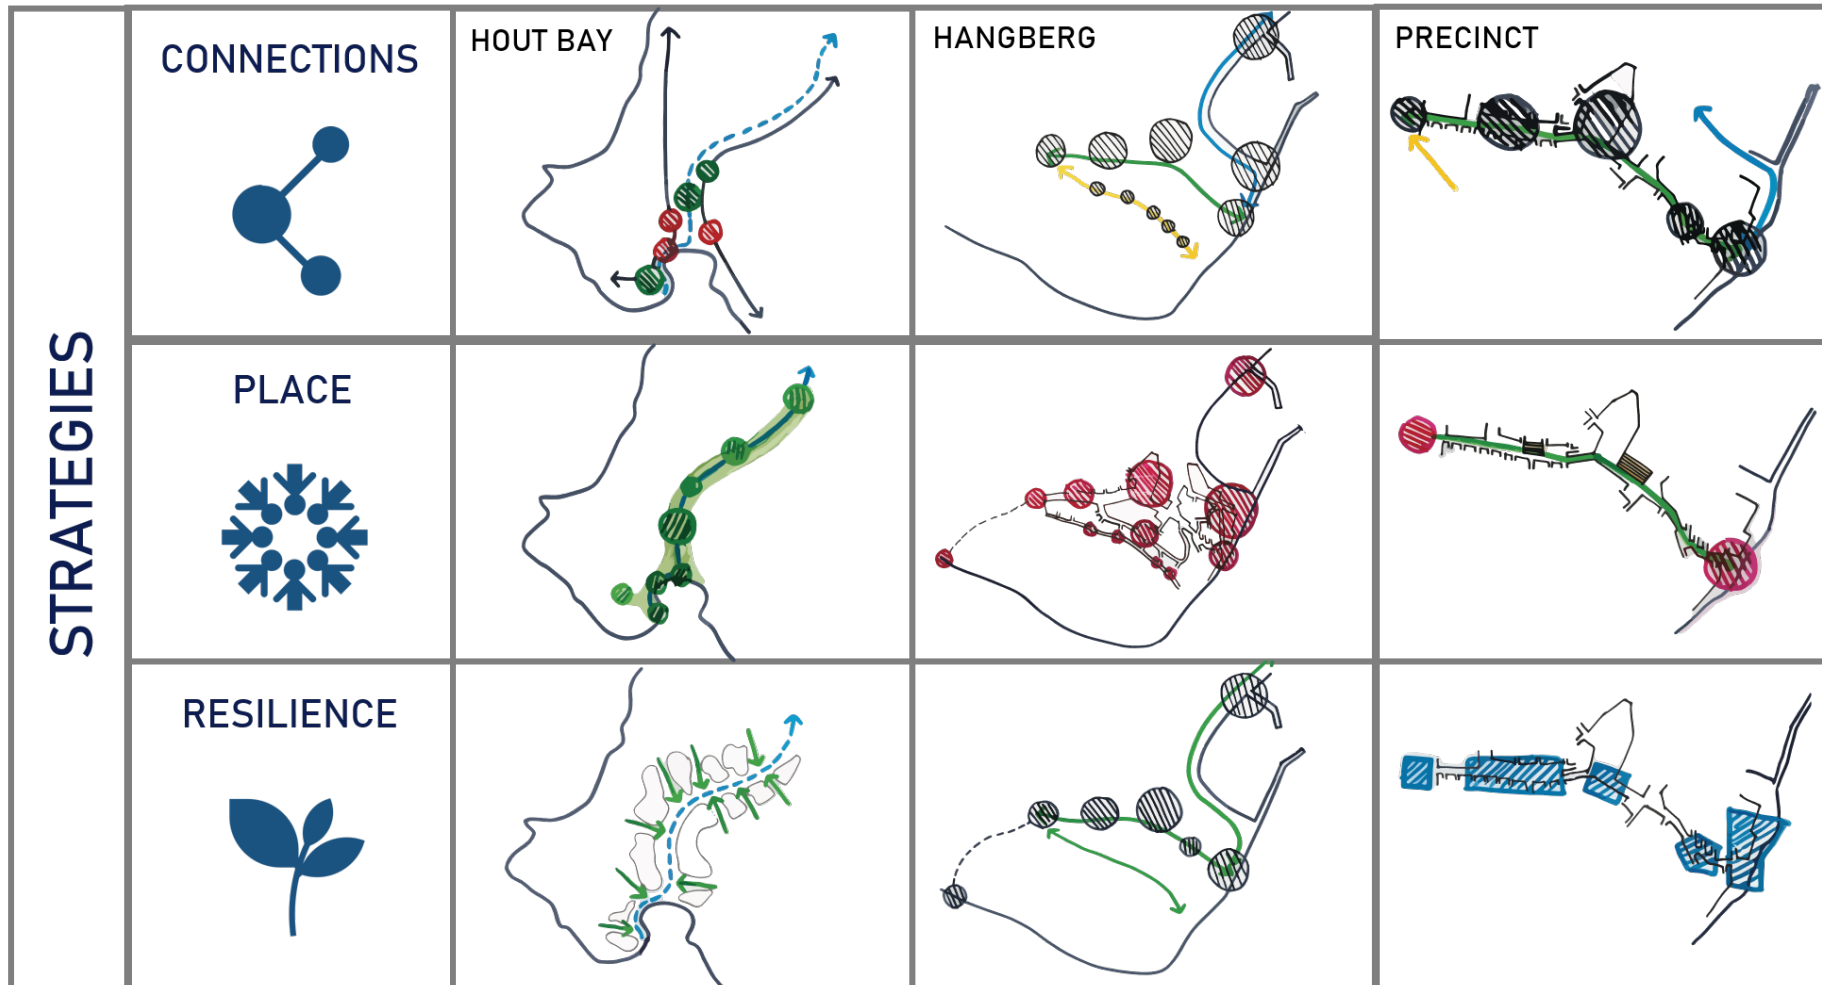 STRATEGIES
CONNECTIONS
HOUT BAY
HANGBERG
PRECINCT
PLACE
RESILIENCE